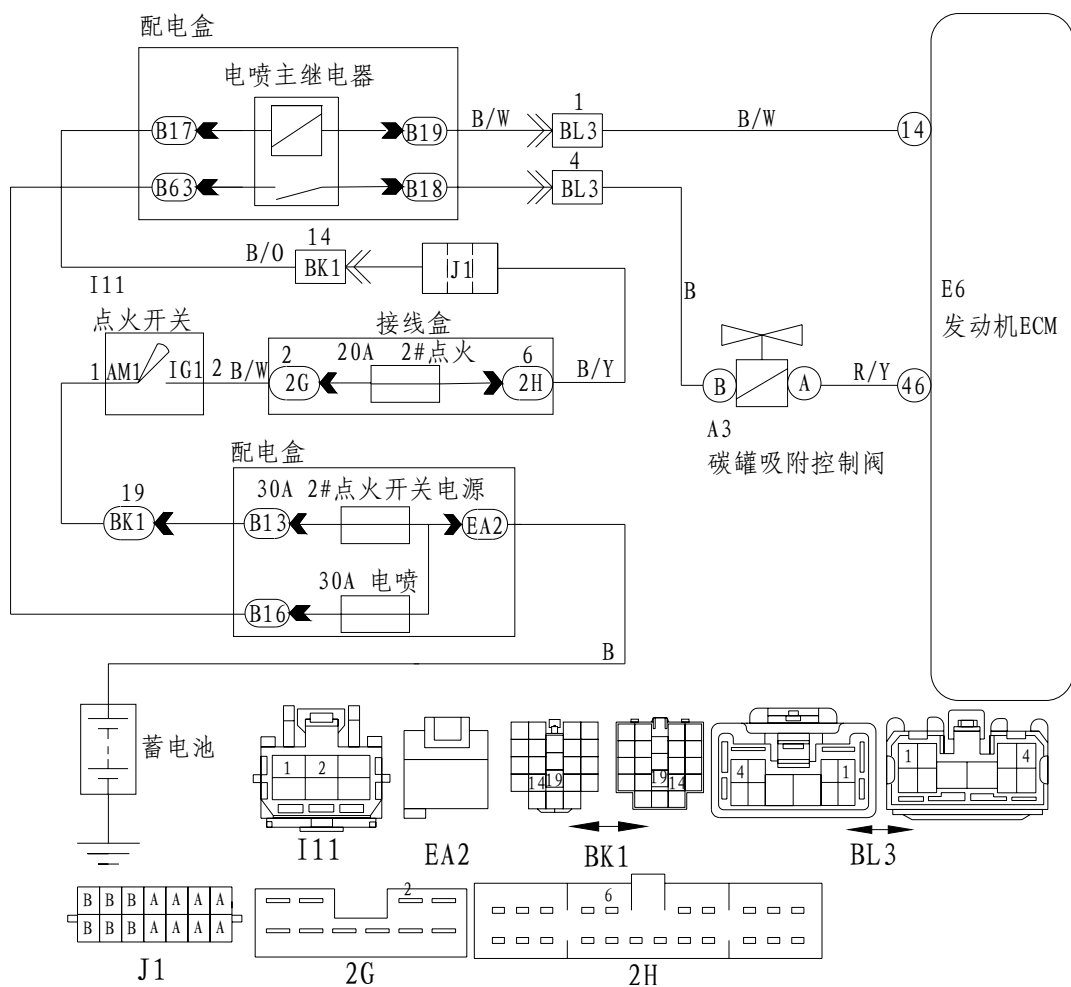 配电盒
电喷主继电器
B17
B19
B/W
1
BL3
B/W
14
B63
B18
4
BL3
B/O
14
BK1
J1
B
E6
发动机ECM
I11
点火开关
1
AM1
IG1
2
B/W
接线盒
2
2G
20A
2#点火
6
2H
B/Y
B
A
R/Y
46
A3
碳罐吸附控制阀
配电盒
19
BK1
30A 2#点火开关电源
B13
EA2
30A 电喷
B16
B
蓄电池
1 2
I11
EA2
14 19
19 14
BK1
4 1
1 4
BL3
B B B A A A A
B B B A A A A
J1
2
2G
6
2H